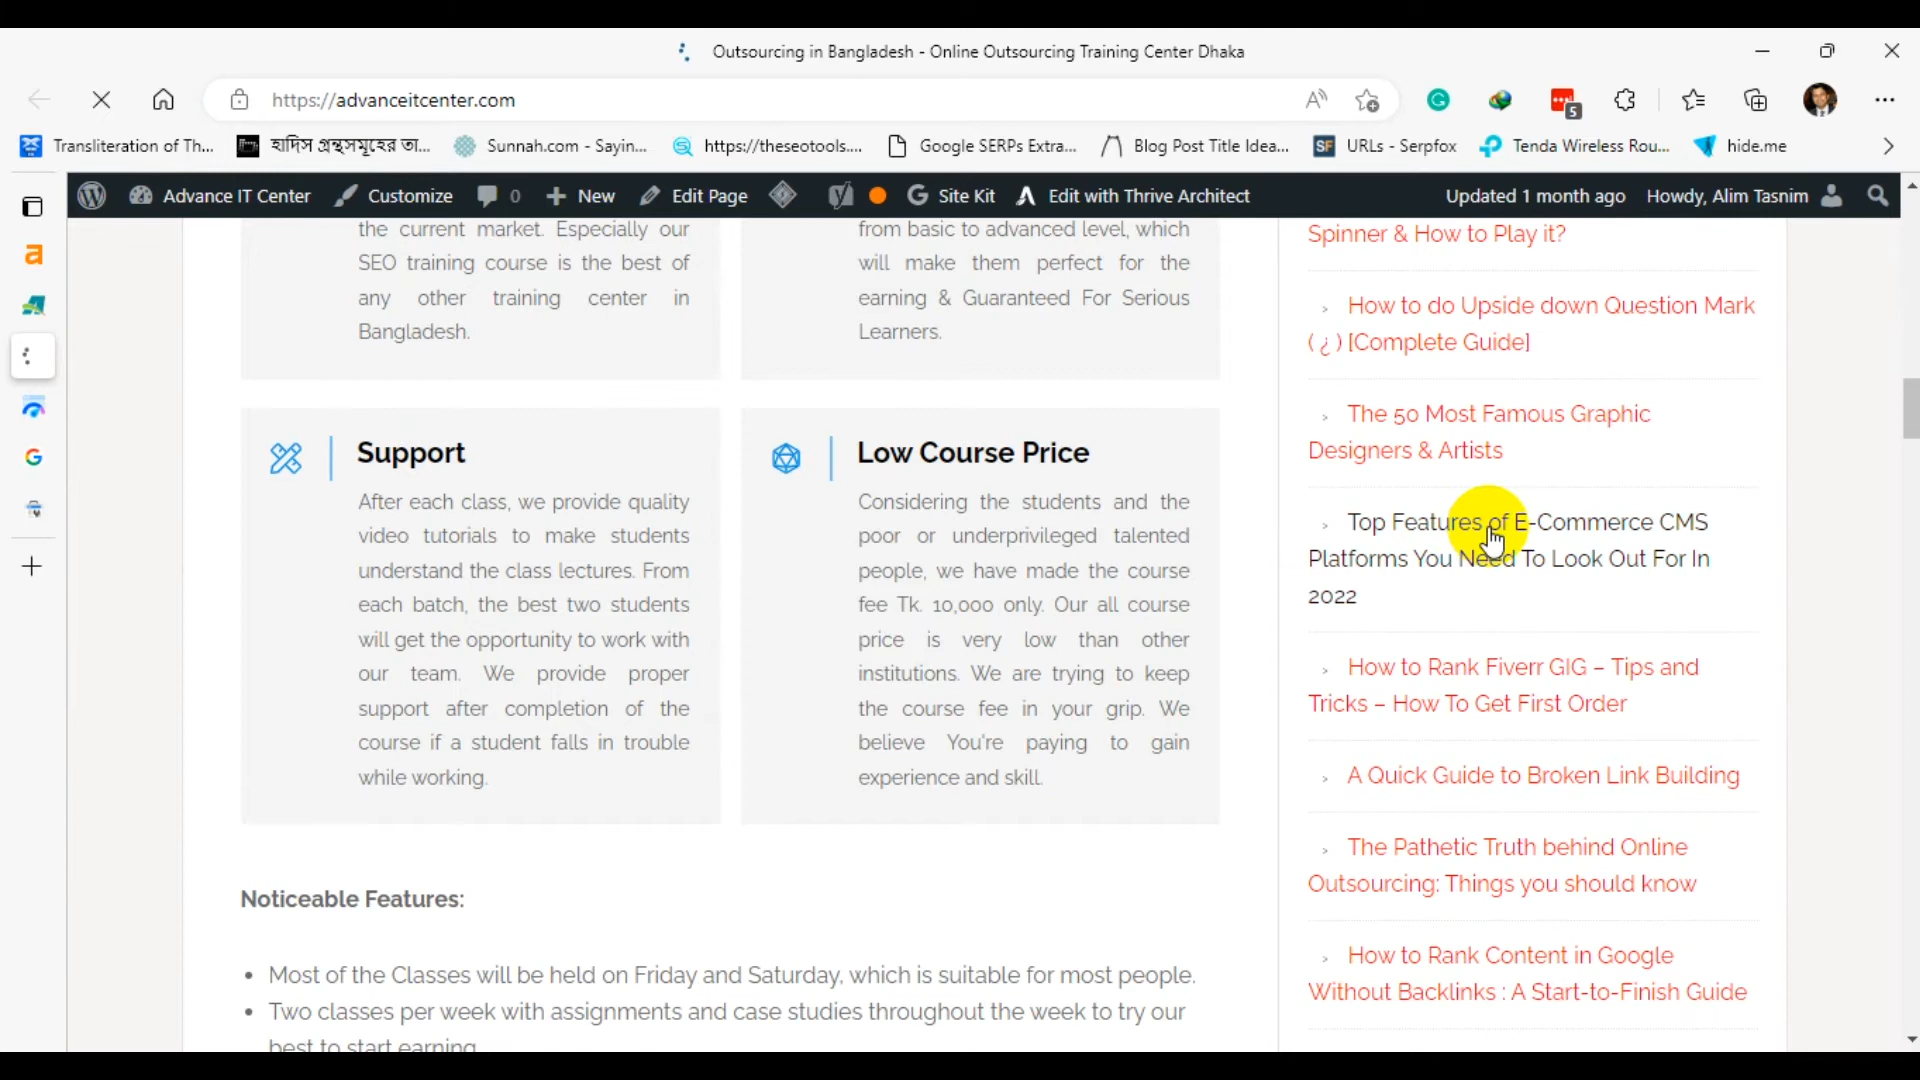 Outsourcing in Bangladesh - Online Outsourcing Training Center Dhaka
https://advanceitcenter.com
Transliteration of Th...
হাদিস গ্রন্থসমূহের তা...
Sunnah.com - Sayin...
https://theseotools....
Google SERPs Extra...
Blog Post Title Idea...
URLs - Serpfox
Tenda Wireless Rou...
hide.me
Advance IT Center
Customize
0
New
Edit Page
Site Kit
Edit with Thrive Architect
Updated 1 month ago
Howdy, Alim Tasnim
5
SF
the current market. Especially our
SEO training course is the best of
any other training center in
Bangladesh.
from basic to advanced level, which
will make them perfect for the
earning & Guaranteed For Serious
Learners.
Support
After each class, we provide quality
video tutorials to make students
understand the class lectures. From
each batch, the best two students
will get the opportunity to work with
our team. We provide proper
support after completion of the
course if a student falls in trouble
while working.
Low Course Price
Considering the students and the
poor or underprivileged talented
people, we have made the course
fee Tk. 10,000 only. Our all course
price is very low than other
institutions. We are trying to keep
the course fee in your grip. We
believe You're paying to gain
experience and skill.
Noticeable Features:
• Most of the Classes will be held on Friday and Saturday, which is suitable for most people.
• Two classes per week with assignments and case studies throughout the week to try our
best to start earning
Spinner & How to Play it?
How to do Upside down Question Mark
( ¿ ) [Complete Guide]
The 50 Most Famous Graphic
Designers & Artists
Top Features of E-Commerce CMS
Platforms You Need To Look Out For In
2022
How to Rank Fiverr GIG – Tips and
Tricks – How To Get First Order
A Quick Guide to Broken Link Building
The Pathetic Truth behind Online
Outsourcing: Things you should know
How to Rank Content in Google
Without Backlinks : A Start-to-Finish Guide